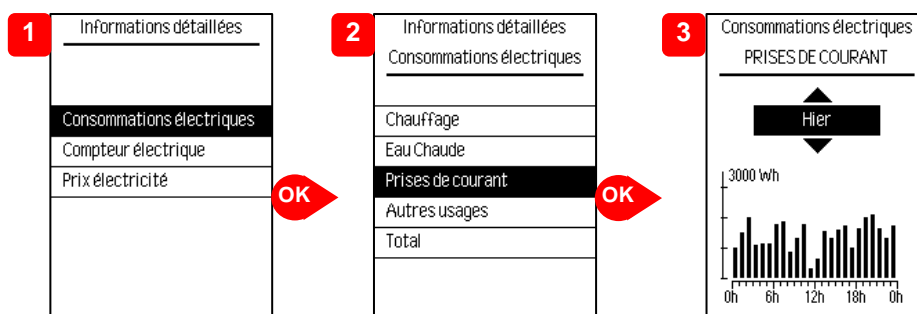 1
Informations détaillées
Consommations électriques
Compteur électrique
Prix électricité
OK
2
Informations détaillées
Consommations électriques
Chauffage
Eau Chaude
Prises de courant
Autres usages
Total
OK
3
Consommations électriques
PRISES DE COURANT
Hier
3000 Wh
0h 6h 12h 18h 0h